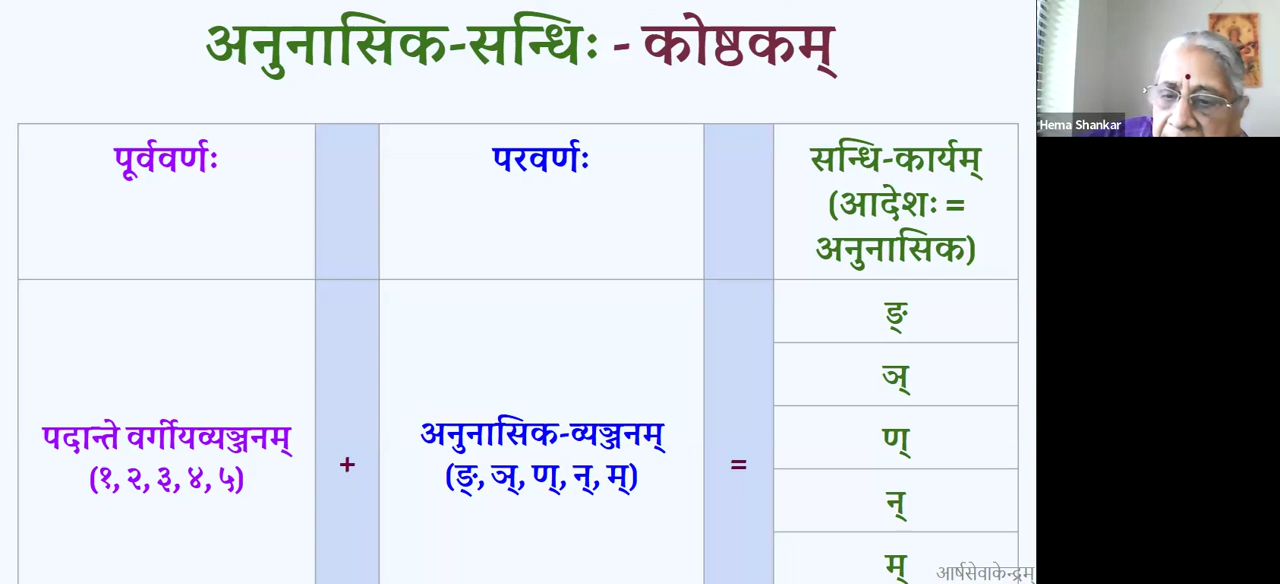 अनुनासिक-सन्धिः - कोष्ठकम्
पूर्ववर्णः
परवर्णः
सन्धि-कार्यम्
(आदेशः =
अनुनासिक)
पदान्ते वर्गीयव्यञ्जनम्
(१, २, ३, ४, ५)
+
अनुनासिक-व्यञ्जनम्
(ङ्, ञ्, ण्, न्, म्)
=
ङ्
ञ्
ण्
न्
म्
आर्षसेवाकेन्द्रम्
Hema Shankar